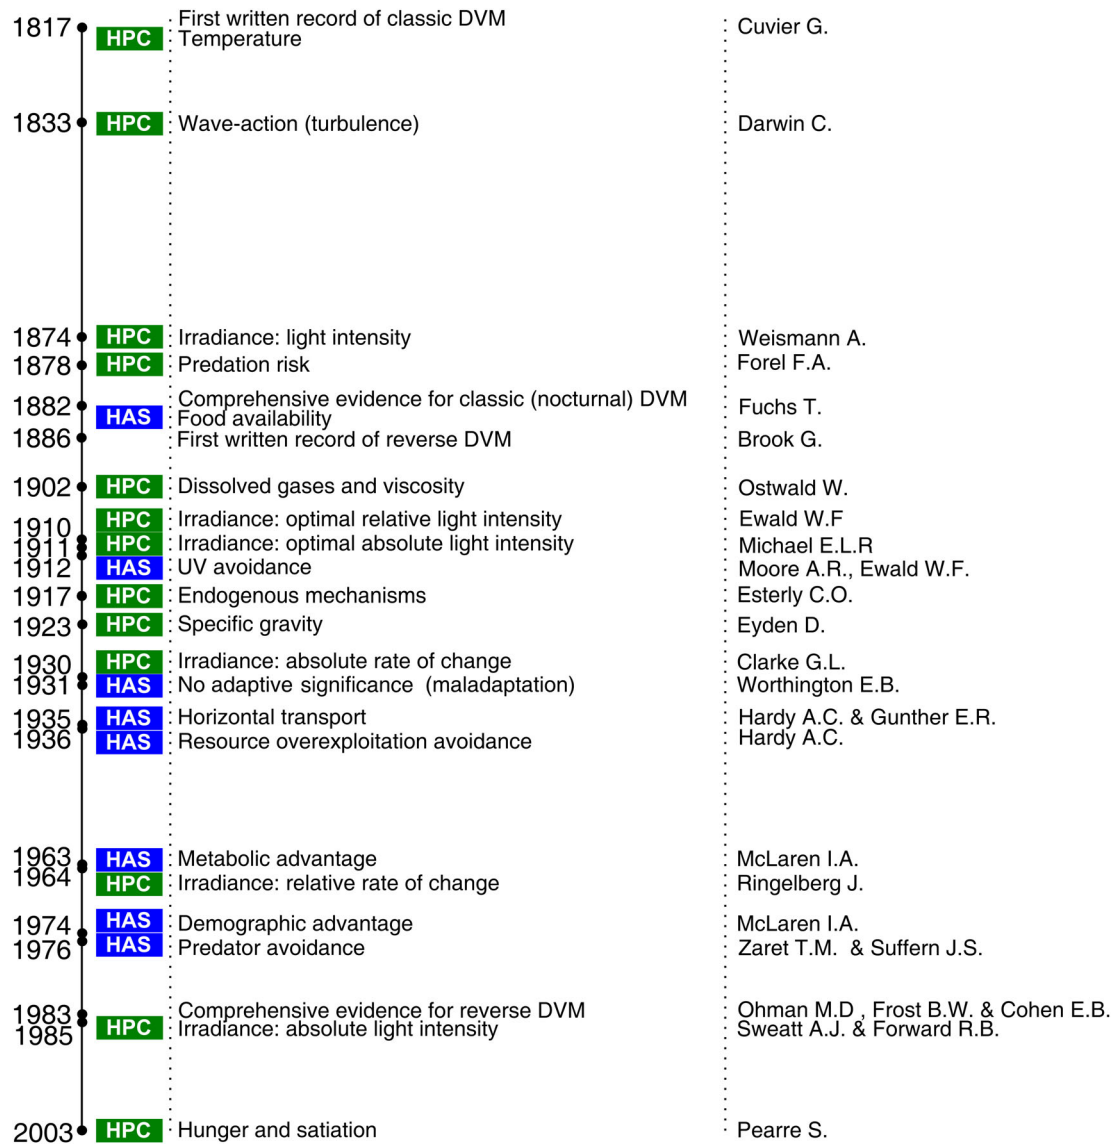 1817 HPC First written record of classic DVM Cuvier G.
Temperature
1833 HPC Wave-action (turbulence) Darwin C.
1874 HPC Irradiance: light intensity Weismann A.
1878 HPC Predation risk Forel F.A.
1882 Comprehensive evidence for classic (nocturnal) DVM Fuchs T.
HAS Food availability
1886 First written record of reverse DVM Brook G.
1902 HPC Dissolved gases and viscosity Ostwald W.
1910 HPC Irradiance: optimal relative light intensity Ewald W.F
1911 HPC Irradiance: optimal absolute light intensity Michael E.L.R
1912 HAS UV avoidance Moore A.R., Ewald W.F.
1917 HPC Endogenous mechanisms Esterly C.O.
1923 HPC Specific gravity Eyden D.
1930 HPC Irradiance: absolute rate of change Clarke G.L.
1931 HAS No adaptive significance (maladaptation) Worthington E.B.
1935 HAS Horizontal transport Hardy A.C. & Gunther E.R.
1936 HAS Resource overexploitation avoidance Hardy A.C.
1963 HAS Metabolic advantage McLaren I.A.
1964 HPC Irradiance: relative rate of change Ringelberg J.
1974 HAS Demographic advantage McLaren I.A.
1976 HAS Predator avoidance Zaret T.M. & Suffern J.S.
1983 Comprehensive evidence for reverse DVM Ohman M.D , Frost B.W. & Cohen E.B.
1985 HPC Irradiance: absolute light intensity Sweatt A.J. & Forward R.B.
2003 HPC Hunger and satiation Pearre S.